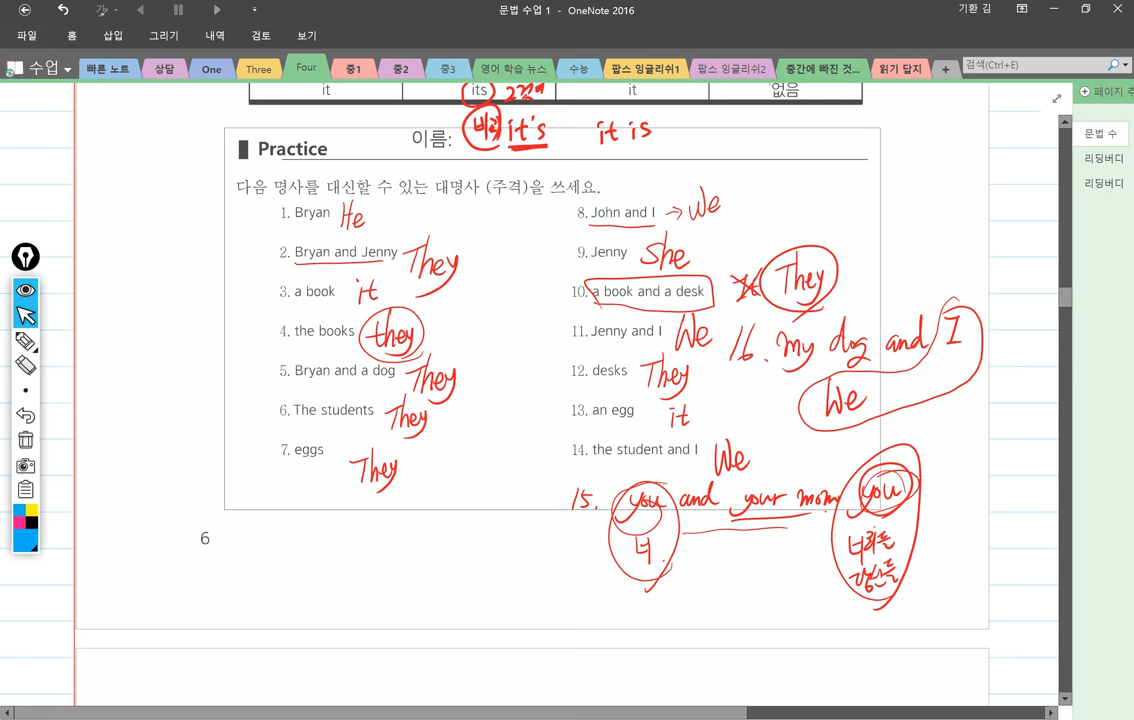 문법 수업 1 - OneNote 2016
기환 김
파일 홈 삽입 그리기 내역 검토 보기
수업 빠른 노트 상담 One Three Four 중1 중2 중3 영어 학습 뉴스 수능 팝스 잉글리쉬1 팝스 잉글리쉬2 중간에 빠진 것... 읽기 답지 + 검색(Ctrl+E)
페이지 추
문법 수
리딩버디
리딩버디
it its 그것의 it 없음
it's it is
이름:
Practice
다음 명사를 대신할 수 있는 대명사 (주격)을 쓰세요.
1. Bryan He
2. Bryan and Jenny They
3. a book it
4. the books they
5. Bryan and a dog They
6. The students They
7. eggs They
8. John and I → We
9. Jenny She
10. a book and a desk They
11. Jenny and I We
12. desks They
13. an egg it
14. the student and I We
15. you and your mom you
너 너희들
당신들
16. my dog and I
We
6